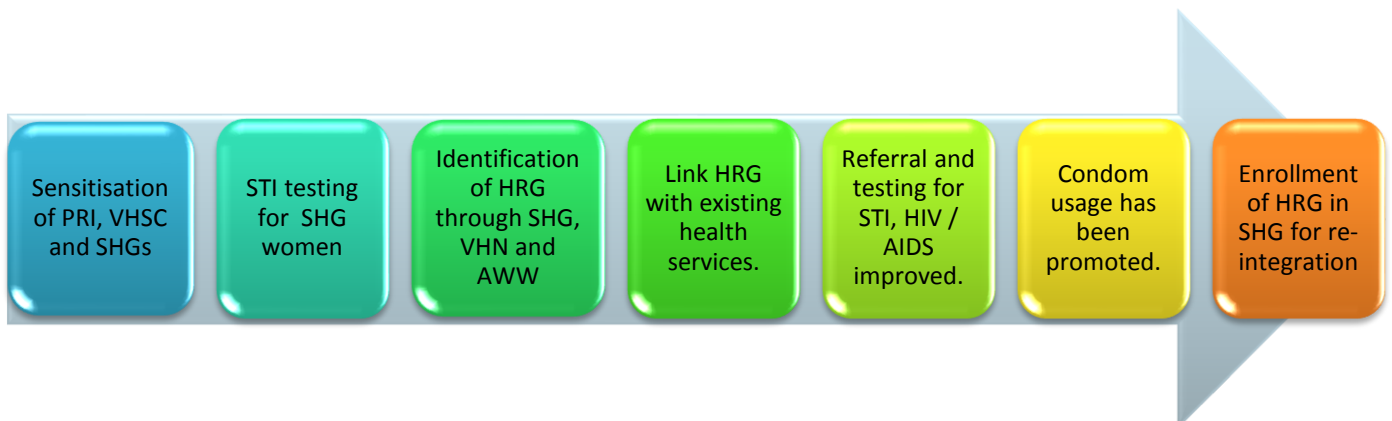 Sensitisation
of PRI, VHSC
and SHGs
STI testing
for SHG
women
Identification
of HRG
through SHG,
VHN and
AWW
Link HRG
with existing
health
services.
Referral and
testing for
STI, HIV /
AIDS
improved.
Condom
usage has
been
promoted.
Enrollment
of HRG in
SHG for re-
integration